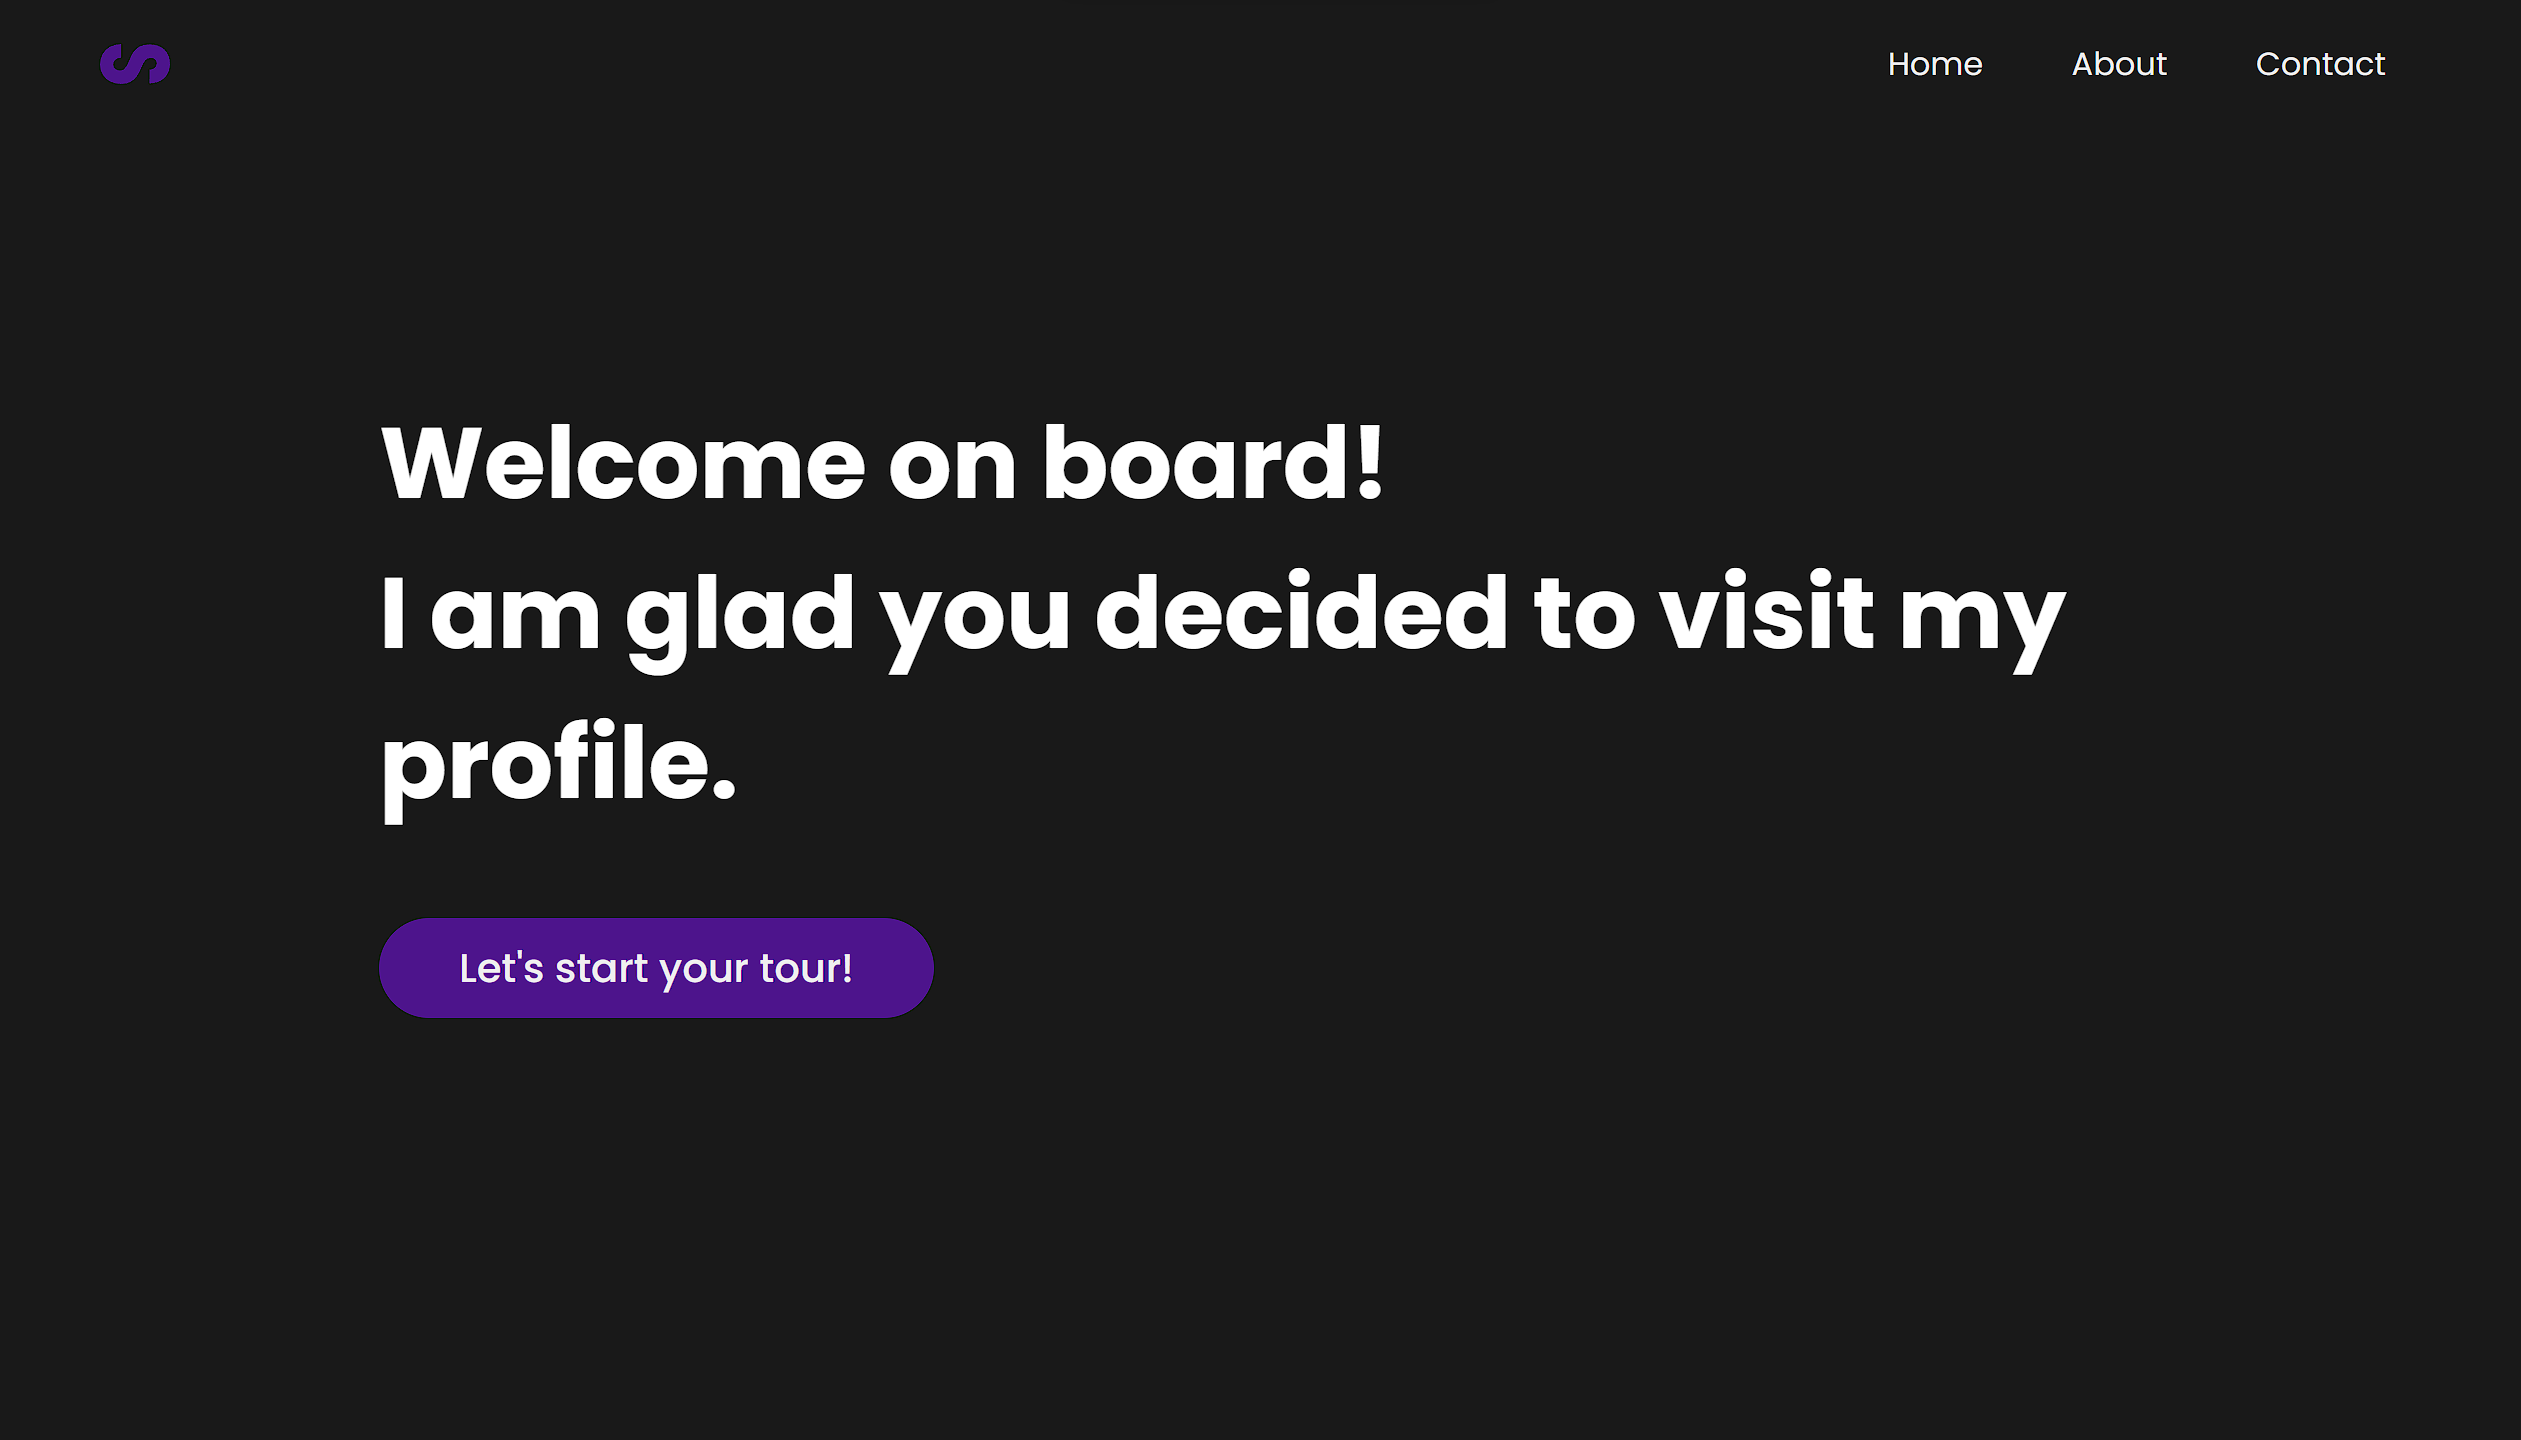 Home About Contact
Welcome on board!
I am glad you decided to visit my
profile.
Let's start your tour!